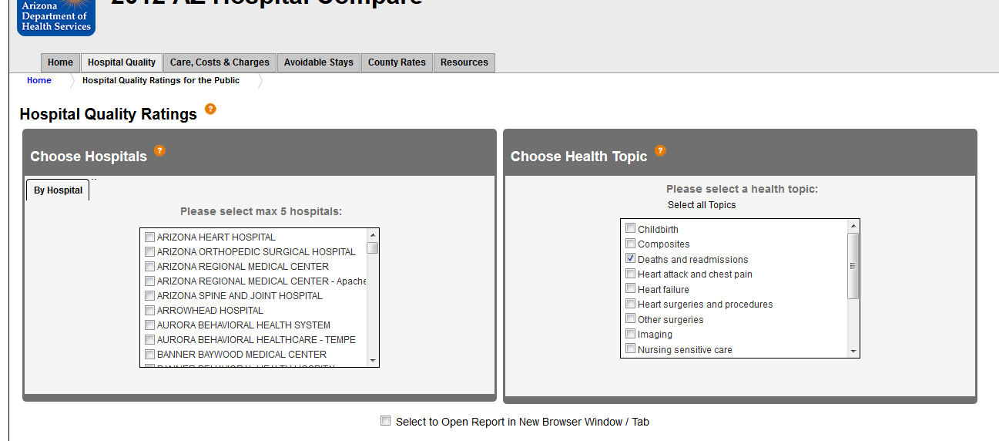 2012 AZ Hospital Compare
Arizona
Department of
Health Services
Home
Hospital Quality
Care, Costs & Charges
Avoidable Stays
County Rates
Resources
Home
Hospital Quality Ratings for the Public
Hospital Quality Ratings ?
Choose Hospitals ?
By Hospital
Please select max 5 hospitals:
ARIZONA HEART HOSPITAL
ARIZONA ORTHOPEDIC SURGICAL HOSPITAL
ARIZONA REGIONAL MEDICAL CENTER
ARIZONA REGIONAL MEDICAL CENTER - Apache
ARIZONA SPINE AND JOINT HOSPITAL
ARROWHEAD HOSPITAL
AURORA BEHAVIORAL HEALTH SYSTEM
AURORA BEHAVIORAL HEALTHCARE - TEMPE
BANNER BAYWOOD MEDICAL CENTER
BANNER BEHAVIORAL HEALTH HOSPITAL
Choose Health Topic ?
Please select a health topic:
Select all Topics
Childbirth
Composites
Deaths and readmissions
Heart attack and chest pain
Heart failure
Heart surgeries and procedures
Other surgeries
Imaging
Nursing sensitive care
Select to Open Report in New Browser Window / Tab